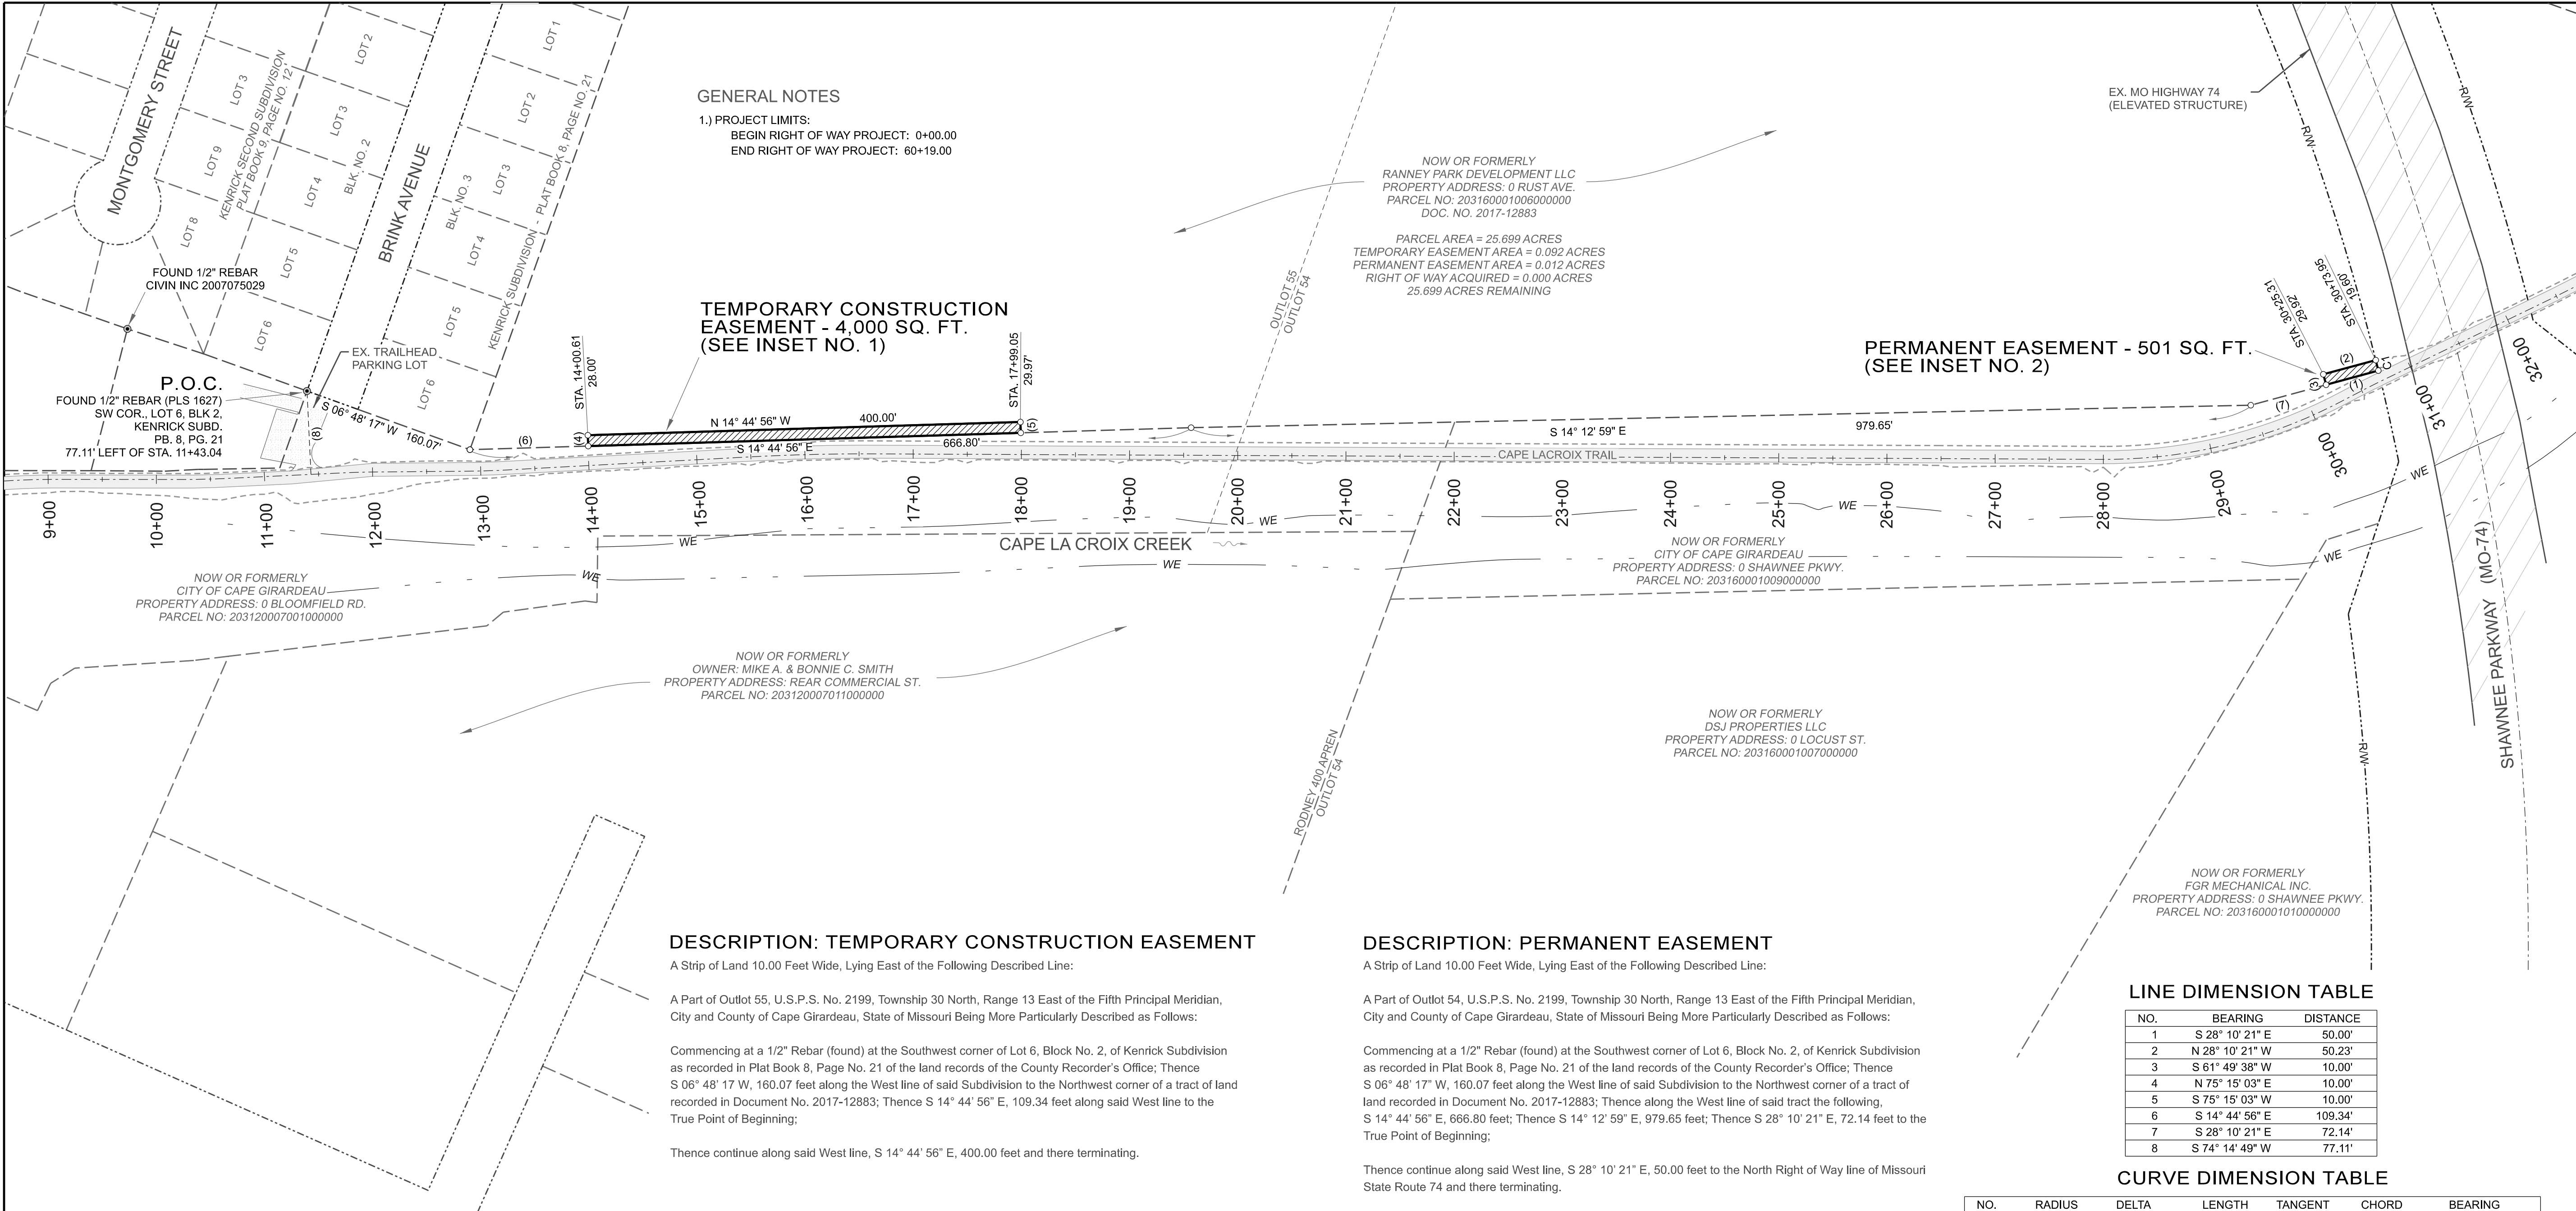 MONTGOMERY STREET
LOT 3
LOT 9
LOT 8
KENRICK SECOND SUBDIVISION
PLAT BOOK 9, PAGE NO. 12
LOT 2
LOT 3
LOT 4
BLK. NO. 2
LOT 5
LOT 6
BRINK AVENUE
LOT 1
LOT 2
LOT 3
BLK. NO. 3
LOT 4
LOT 5
LOT 6
KENRICK SUBDIVISION - PLAT BOOK 8, PAGE NO. 21
FOUND 1/2" REBAR
CIVIN INC 2007075029
EX. TRAILHEAD
PARKING LOT
P.O.C.
FOUND 1/2" REBAR (PLS 1627)
SW COR., LOT 6, BLK 2,
KENRICK SUBD.
PB. 8, PG. 21
77.11' LEFT OF STA. 11+43.04
(8)
S 06° 48' 17" W 160.07'
(6)
GENERAL NOTES
1.) PROJECT LIMITS:
BEGIN RIGHT OF WAY PROJECT: 0+00.00
END RIGHT OF WAY PROJECT: 60+19.00
TEMPORARY CONSTRUCTION
EASEMENT - 4,000 SQ. FT.
(SEE INSET NO. 1)
STA. 14+00.61
28.00'
(4)
N 14° 44' 56" W 400.00'
S 14° 44' 56" E 666.80'
STA. 17+99.05
29.97'
(5)
OUTLOT 55
OUTLOT 54
NOW OR FORMERLY
RANNEY PARK DEVELOPMENT LLC
PROPERTY ADDRESS: 0 RUST AVE.
PARCEL NO: 203160001006000000
DOC. NO. 2017-12883
PARCEL AREA = 25.699 ACRES
TEMPORARY EASEMENT AREA = 0.092 ACRES
PERMANENT EASEMENT AREA = 0.012 ACRES
RIGHT OF WAY ACQUIRED = 0.000 ACRES
25.699 ACRES REMAINING
S 14° 12' 59" E 979.65'
CAPE LACROIX TRAIL
PERMANENT EASEMENT - 501 SQ. FT.
(SEE INSET NO. 2)
STA. 30+25.31
29.92'
STA. 30+73.95
19.60'
(3)
(2)
(1)
C1
(7)
EX. MO HIGHWAY 74
(ELEVATED STRUCTURE)
R/W
R/W
9+00
10+00
11+00
12+00
13+00
14+00
15+00
16+00
17+00
18+00
19+00
20+00
21+00
22+00
23+00
24+00
25+00
26+00
27+00
28+00
29+00
30+00
31+00
32+00
WE
WE
WE
WE
WE
WE
WE
CAPE LA CROIX CREEK
NOW OR FORMERLY
CITY OF CAPE GIRARDEAU
PROPERTY ADDRESS: 0 BLOOMFIELD RD.
PARCEL NO: 203120007001000000
NOW OR FORMERLY
CITY OF CAPE GIRARDEAU
PROPERTY ADDRESS: 0 SHAWNEE PKWY.
PARCEL NO: 203160001009000000
NOW OR FORMERLY
OWNER: MIKE A. & BONNIE C. SMITH
PROPERTY ADDRESS: REAR COMMERCIAL ST.
PARCEL NO: 203120007011000000
RODNEY 400 APREN
OUTLOT 54
NOW OR FORMERLY
DSJ PROPERTIES LLC
PROPERTY ADDRESS: 0 LOCUST ST.
PARCEL NO: 203160001007000000
SHAWNEE PARKWAY (MO-74)
R/W
NOW OR FORMERLY
FGR MECHANICAL INC.
PROPERTY ADDRESS: 0 SHAWNEE PKWY.
PARCEL NO: 203160001010000000
DESCRIPTION: TEMPORARY CONSTRUCTION EASEMENT
A Strip of Land 10.00 Feet Wide, Lying East of the Following Described Line:
A Part of Outlot 55, U.S.P.S. No. 2199, Township 30 North, Range 13 East of the Fifth Principal Meridian,
City and County of Cape Girardeau, State of Missouri Being More Particularly Described as Follows:
Commencing at a 1/2" Rebar (found) at the Southwest corner of Lot 6, Block No. 2, of Kenrick Subdivision
as recorded in Plat Book 8, Page No. 21 of the land records of the County Recorder's Office; Thence
S 06° 48' 17 W, 160.07 feet along the West line of said Subdivision to the Northwest corner of a tract of land
recorded in Document No. 2017-12883; Thence S 14° 44' 56" E, 109.34 feet along said West line to the
True Point of Beginning;
Thence continue along said West line, S 14° 44' 56" E, 400.00 feet and there terminating.
DESCRIPTION: PERMANENT EASEMENT
A Strip of Land 10.00 Feet Wide, Lying East of the Following Described Line:
A Part of Outlot 54, U.S.P.S. No. 2199, Township 30 North, Range 13 East of the Fifth Principal Meridian,
City and County of Cape Girardeau, State of Missouri Being More Particularly Described as Follows:
Commencing at a 1/2" Rebar (found) at the Southwest corner of Lot 6, Block No. 2, of Kenrick Subdivision
as recorded in Plat Book 8, Page No. 21 of the land records of the County Recorder's Office; Thence
S 06° 48' 17" W, 160.07 feet along the West line of said Subdivision to the Northwest corner of a tract of
land recorded in Document No. 2017-12883; Thence along the West line of said tract the following,
S 14° 44' 56" E, 666.80 feet; Thence S 14° 12' 59" E, 979.65 feet; Thence S 28° 10' 21" E, 72.14 feet to the
True Point of Beginning;
Thence continue along said West line, S 28° 10' 21" E, 50.00 feet to the North Right of Way line of Missouri
State Route 74 and there terminating.
LINE DIMENSION TABLE
NO. BEARING DISTANCE
1 S 28° 10' 21" E 50.00'
2 N 28° 10' 21" W 50.23'
3 S 61° 49' 38" W 10.00'
4 N 75° 15' 03" E 10.00'
5 S 75° 15' 03" W 10.00'
6 S 14° 44' 56" E 109.34'
7 S 28° 10' 21" E 72.14'
8 S 74° 14' 49" W 77.11'
CURVE DIMENSION TABLE
NO. RADIUS DELTA LENGTH TANGENT CHORD BEARING